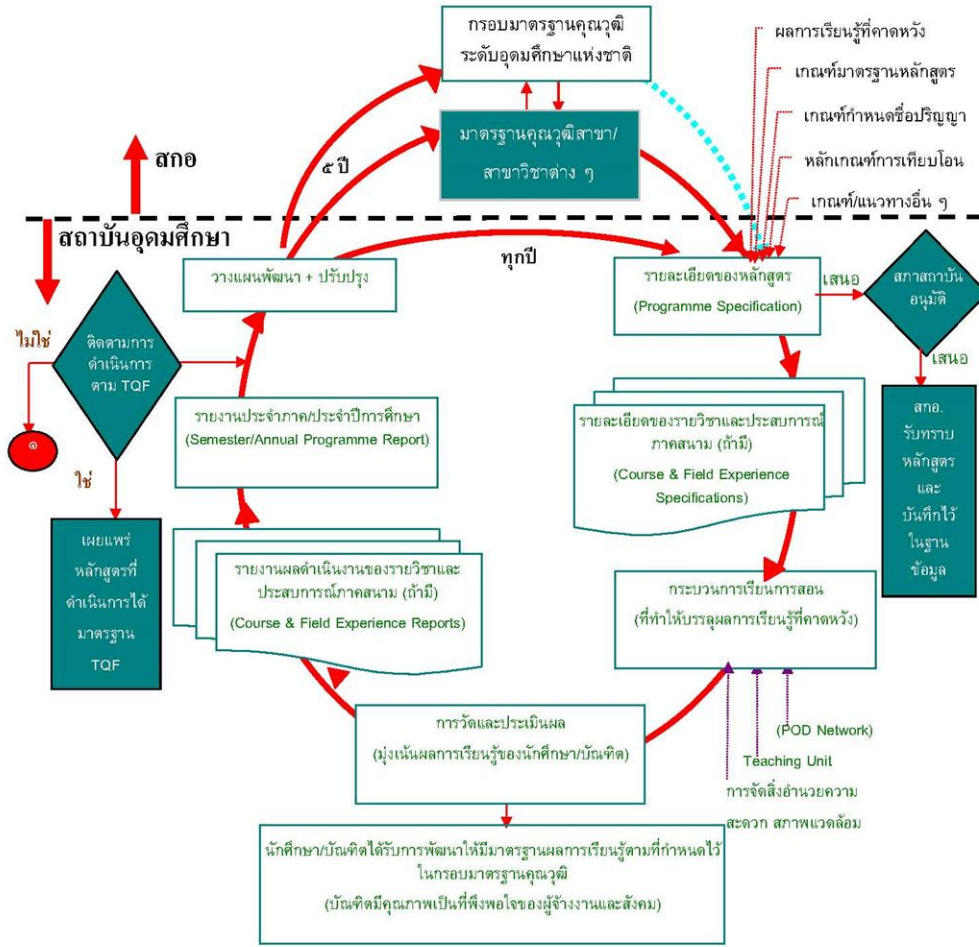 กรอบมาตรฐานคุณวุฒิ
ระดับอุดมศึกษาแห่งชาติ
ผลการเรียนรู้ที่คาดหวัง
เกณฑ์มาตรฐานหลักสูตร
เกณฑ์กำหนดชื่อปริญญา
หลักเกณฑ์การเทียบโอน
เกณฑ์/แนวทางอื่น ๆ
มาตรฐานคุณวุฒิสาขา/
สาขาวิชาต่าง ๆ
๕ ปี
สกอ
สถาบันอุดมศึกษา
ทุกปี
วางแผนพัฒนา + ปรับปรุง
รายละเอียดของหลักสูตร
(Programme Specification)
เสนอ
สภาสถาบัน
อนุมัติ
เสนอ
สกอ.
รับทราบ
หลักสูตร
และ
บันทึกไว้
ในฐาน
ข้อมูล
ไม่ใช่
ติดตามการ
ดำเนินการ
ตาม TQF
๑
ใช่
เผยแพร่
หลักสูตรที่
ดำเนินการได้
มาตรฐาน
TQF
รายงานประจำภาค/ประจำปีการศึกษา
(Semester/Annual Programme Report)
รายละเอียดของรายวิชาและประสบการณ์
ภาคสนาม (ถ้ามี)
(Course & Field Experience
Specifications)
รายงานผลดำเนินงานของรายวิชาและ
ประสบการณ์ภาคสนาม (ถ้ามี)
(Course & Field Experience Reports)
กระบวนการเรียนการสอน
(ที่ทำให้บรรลุผลการเรียนรู้ที่คาดหวัง)
(POD Network)
Teaching Unit
การจัดสิ่งอำนวยความ
สะดวก สภาพแวดล้อม
การวัดและประเมินผล
(มุ่งเน้นผลการเรียนรู้ของนักศึกษา/บัณฑิต)
นักศึกษา/บัณฑิตได้รับการพัฒนาให้มีมาตรฐานผลการเรียนรู้ตามที่กำหนดไว้
ในกรอบมาตรฐานคุณวุฒิ
(บัณฑิตมีคุณภาพเป็นที่พึงพอใจของผู้จ้างงานและสังคม)